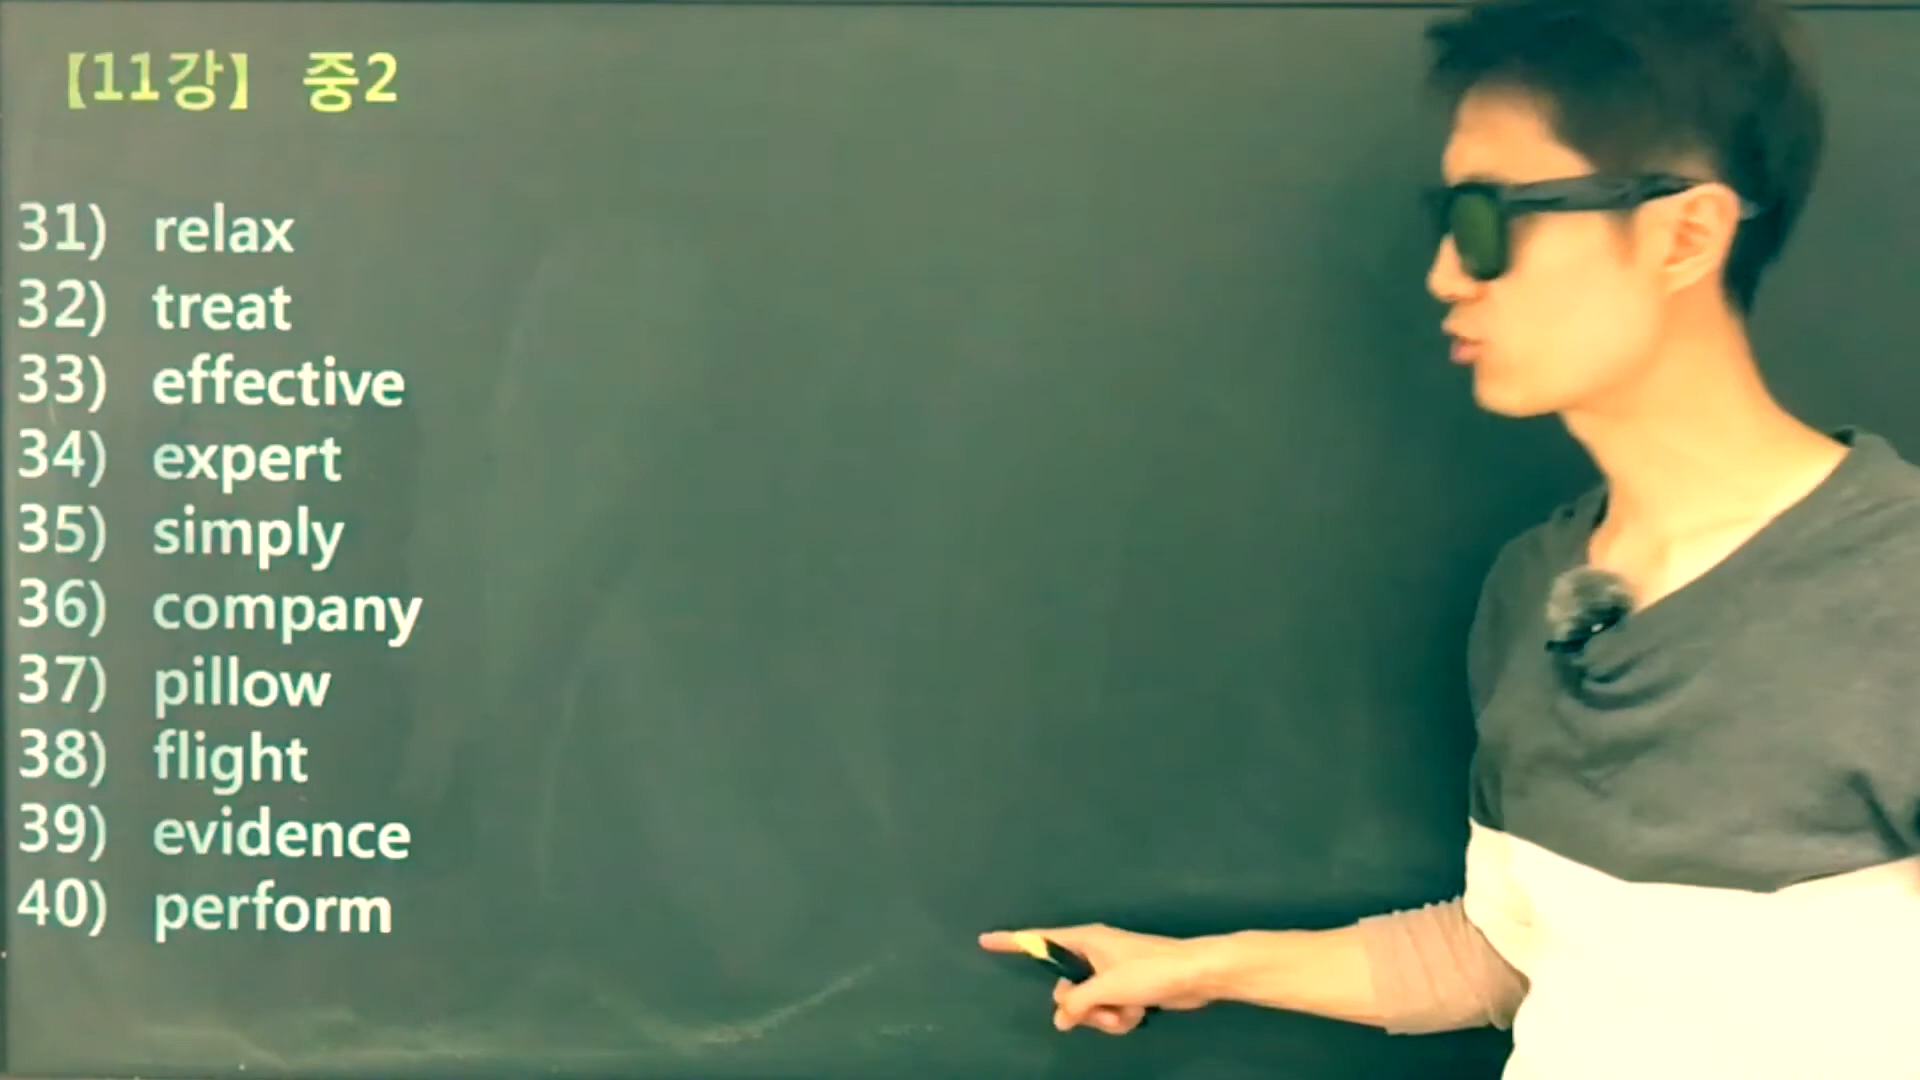 【11강】 중2
31) relax
32) treat
33) effective
34) expert
35) simply
36) company
37) pillow
38) flight
39) evidence
40) perform